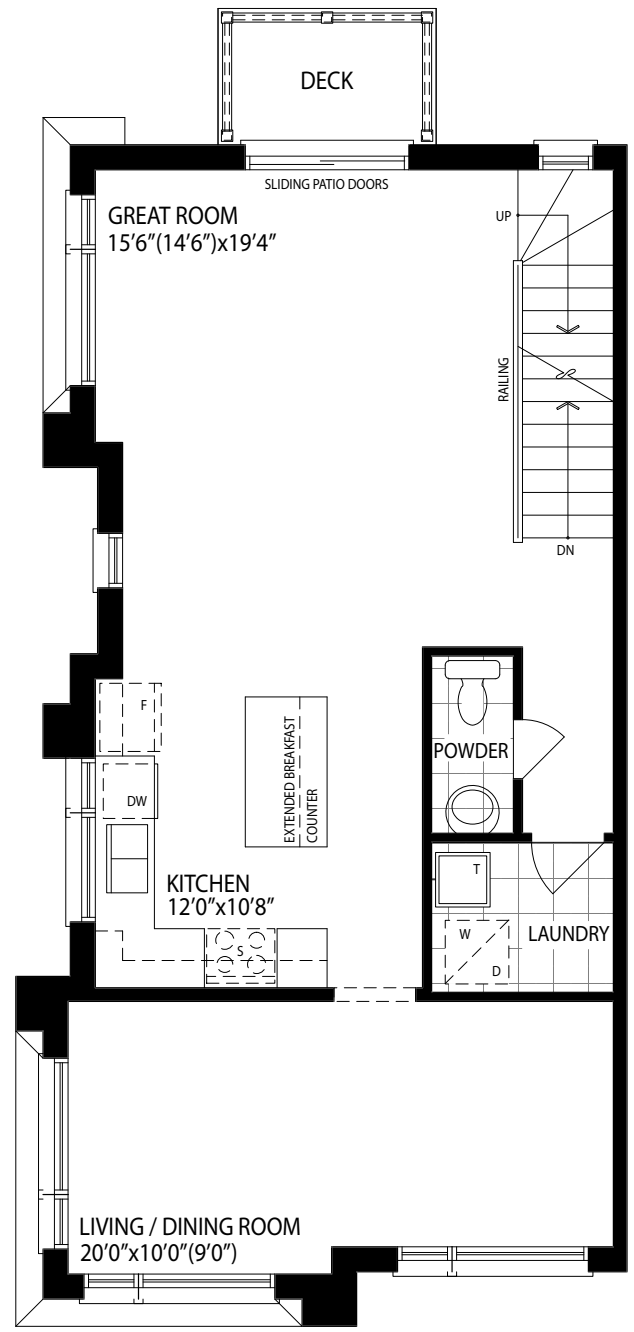 DECK
SLIDING PATIO DOORS
GREAT ROOM
15’6”(14’6”)x19’4”
UP
RAILING
DN
F
EXTENDED BREAKFAST
COUNTER
POWDER
DW
KITCHEN
12’0”x10’8”
S
T
W
D
LAUNDRY
LIVING / DINING ROOM
20’0”x10’0”(9’0”)